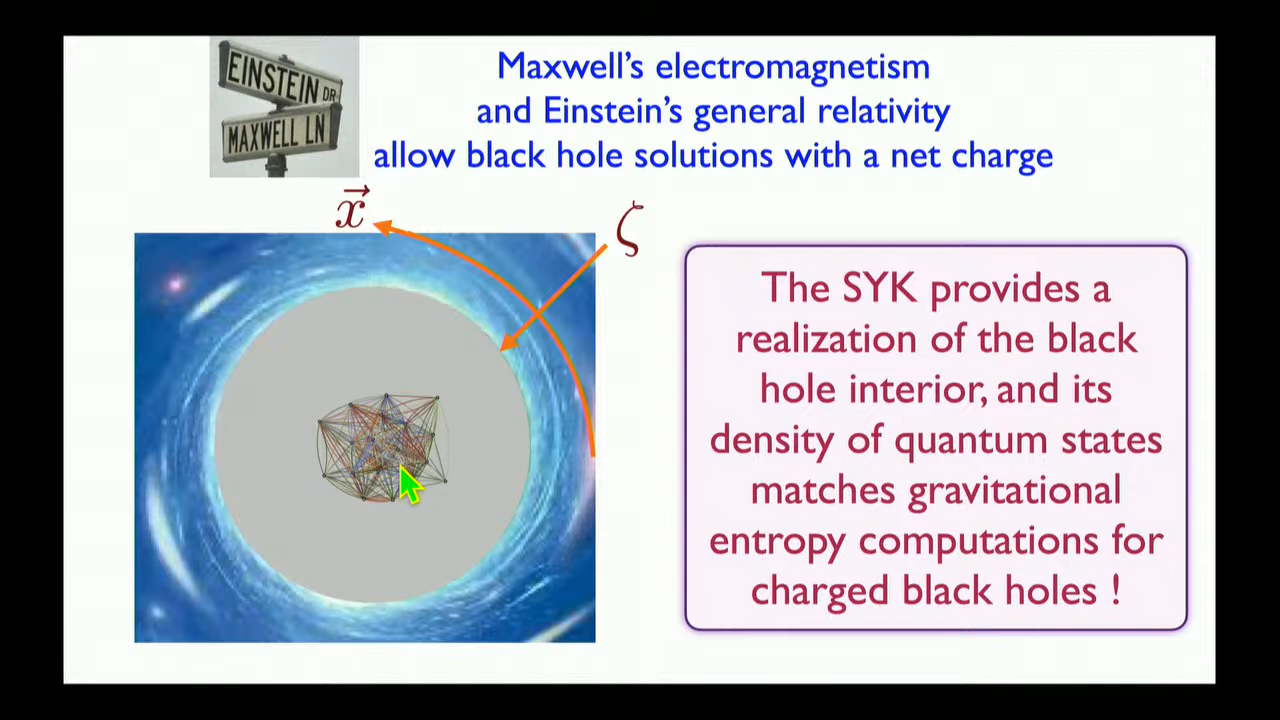 EINSTEIN DR
MAXWELL LN
Maxwell's electromagnetism
and Einstein's general relativity
allow black hole solutions with a net charge
$\vec{x}$
ζ
The SYK provides a
realization of the black
hole interior, and its
density of quantum states
matches gravitational
entropy computations for
charged black holes !